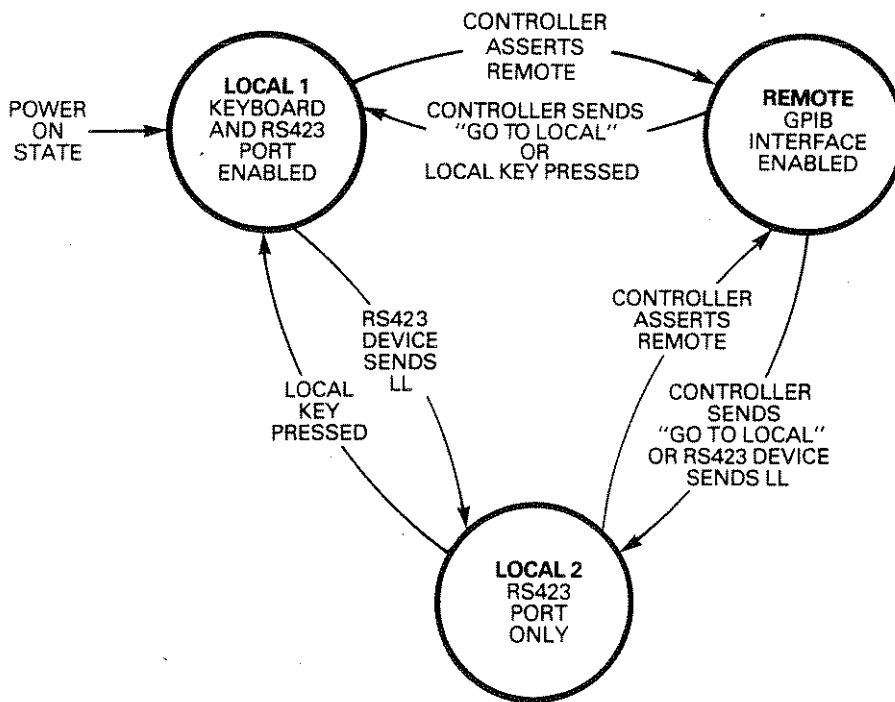 CONTROLLER
ASSERTS
REMOTE
POWER
ON
STATE
LOCAL 1
KEYBOARD
AND RS423
PORT
ENABLED
CONTROLLER SENDS
"GO TO LOCAL"
OR
LOCAL KEY PRESSED
REMOTE
GPIB
INTERFACE
ENABLED
RS423
DEVICE
SENDS
LL
LOCAL
KEY
PRESSED
CONTROLLER
ASSERTS
REMOTE
CONTROLLER
SENDS
"GO TO LOCAL"
OR RS423 DEVICE
SENDS LL
LOCAL 2
RS423
PORT
ONLY